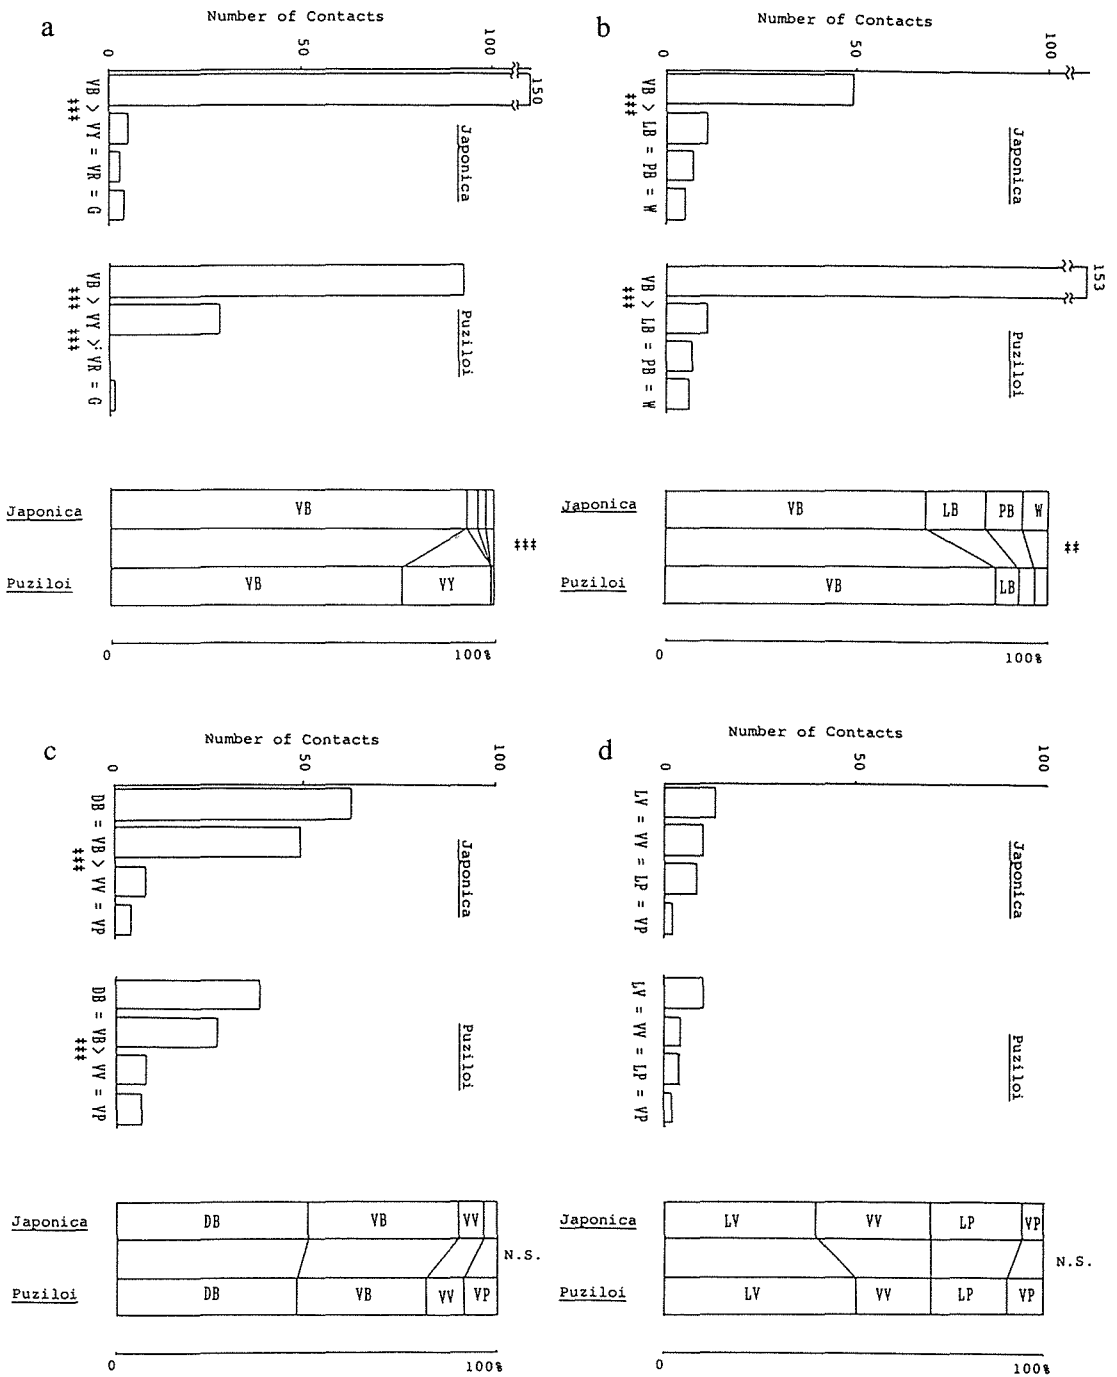 a
Number of Contacts
0 50 100
150
VB > VY = VR = G
‡‡‡
Japonica
VB > VY > VR = G
‡‡‡ ‡‡‡
Puziloi
Japonica VB
‡‡‡
Puziloi VB VY
0 100%
b
Number of Contacts
0 50 100
VB > LB = PB = W
‡‡‡
Japonica
153
VB > LB = PB = W
‡‡‡
Puziloi
Japonica VB LB PB W
‡‡
Puziloi VB LB
0 100%
c
Number of Contacts
0 50 100
DB = VB > VV = VP
‡‡‡
Japonica
DB = VB > VV = VP
‡‡‡
Puziloi
Japonica DB VB VV
N.S.
Puziloi DB VB VV VP
0 100%
d
Number of Contacts
0 50 100
LV = VV = LP = VP
Japonica
LV = VV = LP = VP
Puziloi
Japonica LV VV LP VP
N.S.
Puziloi LV VV LP VP
0 100%